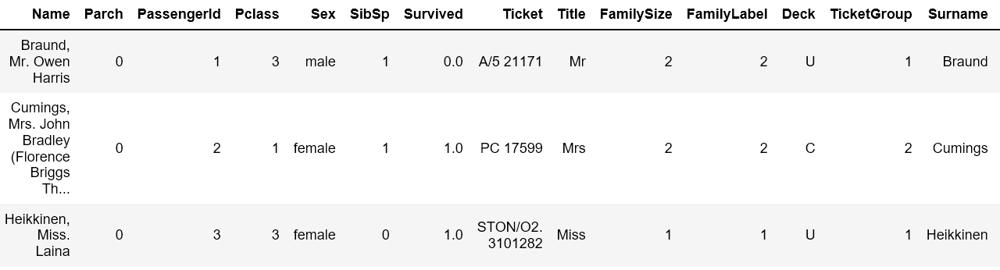 Name Parch PassengerId Pclass Sex SibSp Survived Ticket Title FamilySize FamilyLabel Deck TicketGroup Surname
Braund,
Mr. Owen
Harris
0 1 3 male 1 0.0 A/5 21171 Mr 2 2 U 1 Braund
Cumings,
Mrs. John
Bradley
(Florence
Briggs
Th...
0 2 1 female 1 1.0 PC 17599 Mrs 2 2 C 2 Cumings
Heikkinen,
Miss.
Laina
0 3 3 female 0 1.0 STON/O2.
3101282 Miss 1 1 U 1 Heikkinen